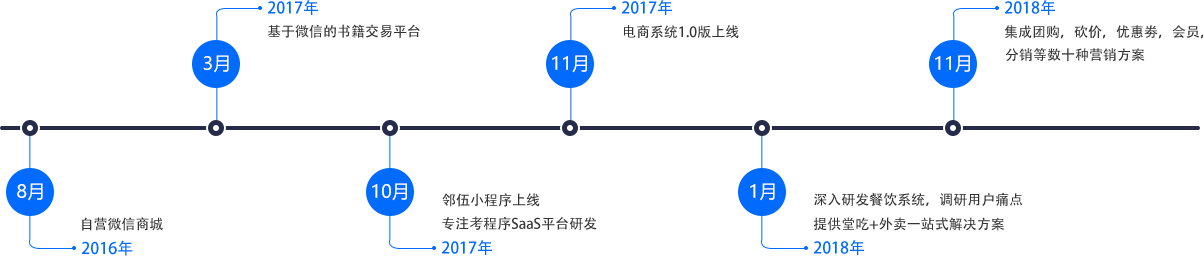 8月
自营微信商城
2016年
2017年
基于微信的书籍交易平台
3月
10月
邻伍小程序上线
专注考程序SaaS平台研发
2017年
2017年
电商系统1.0版上线
11月
1月
深入研发餐饮系统，调研用户痛点
提供堂吃+外卖一站式解决方案
2018年
2018年
集成团购，砍价，优惠劵，会员，
分销等数十种营销方案
11月